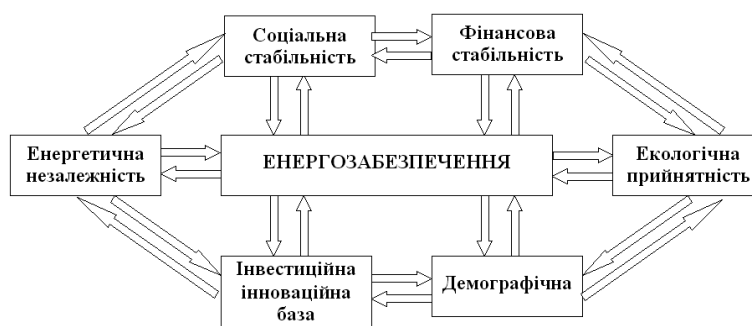 Соціальна
стабільність
Фінансова
стабільність
Енергетична
незалежність
ЕНЕРГОЗАБЕЗПЕЧЕННЯ
Екологічна
прийнятність
Інвестиційна
інноваційна
база
Демографічна